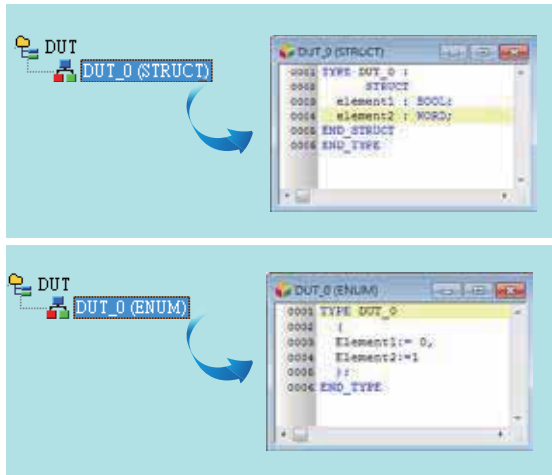 DUT
DUT_0 (STRUCT)
DUT_0 (STRUCT)
0001 TYPE DUT_0 :
0002 STRUCT
0003 element1 : BOOL;
0004 element2 : WORD;
0005 END_STRUCT
0006 END_TYPE
DUT
DUT_0 (ENUM)
DUT_0 (ENUM)
0001 TYPE DUT_0
0002 (
0003 Element1:= 0,
0004 Element2:=1
0005 );
0006 END_TYPE